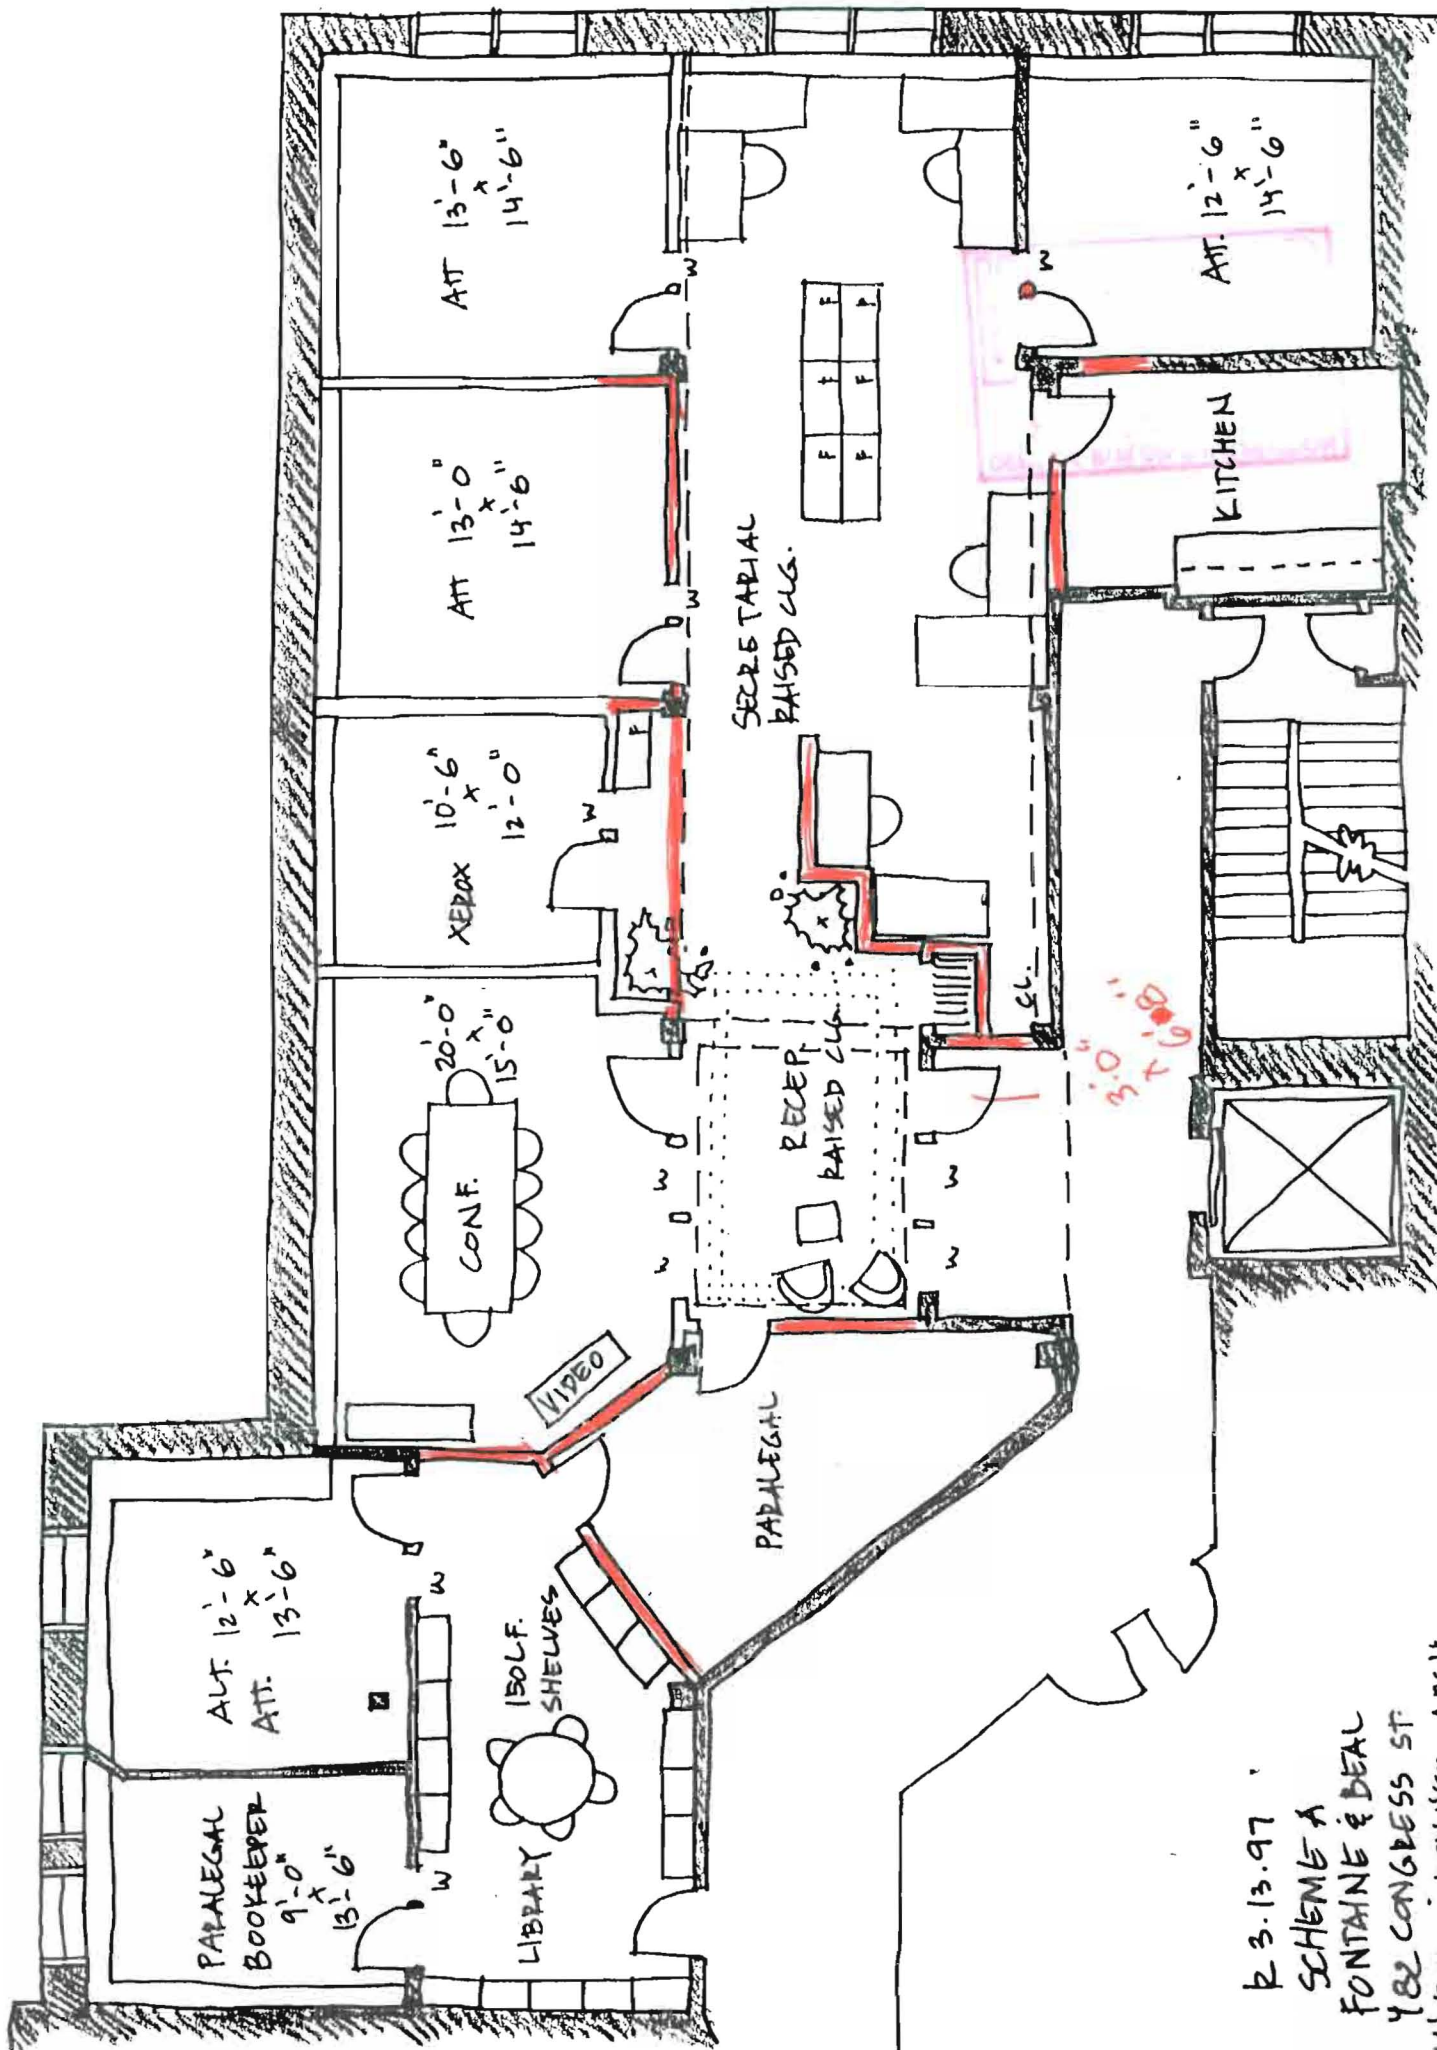 PARALEGAL
BOOKEEPER
9'-0"
x
13'-6"
ALT. 12'-6"
ATT. x
13'-6"
W
W
LIBRARY
150 L.F.
SHELVES
VIDEO
PARALEGAL
CONF.
20'-0"
x
15'-0"
W
W
RECEP.
RAISED CLG.
W
W
XEROX
10'-6"
x
12'-0"
W
F
ATT 13'-0"
x
14'-6"
W
ATT 13'-6"
x
14'-6"
W
SECRETARIAL
RAISED CLG.
F F F
F F F
CL.
KITCHEN
ATT. 12'-6"
x
14'-6"
W
3'.0"
x
R 3.13.97
SCHEME A
FONTAINE & BEAL
482 CONGRESS ST.